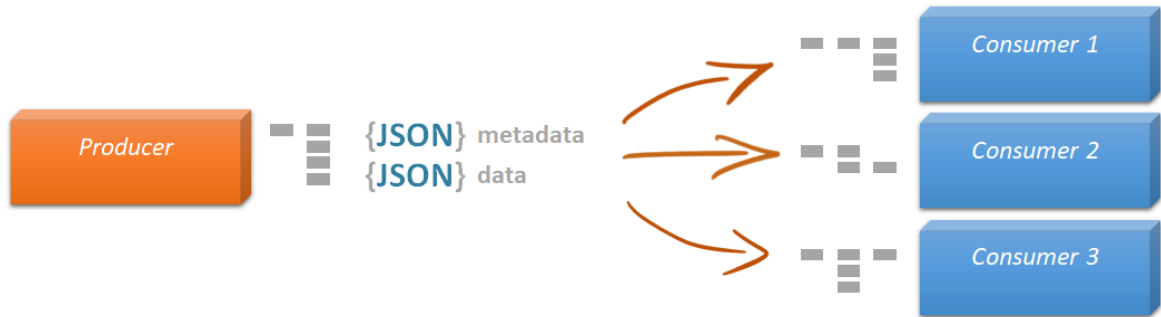 Producer
{JSON} metadata
{JSON} data
Consumer 1
Consumer 2
Consumer 3